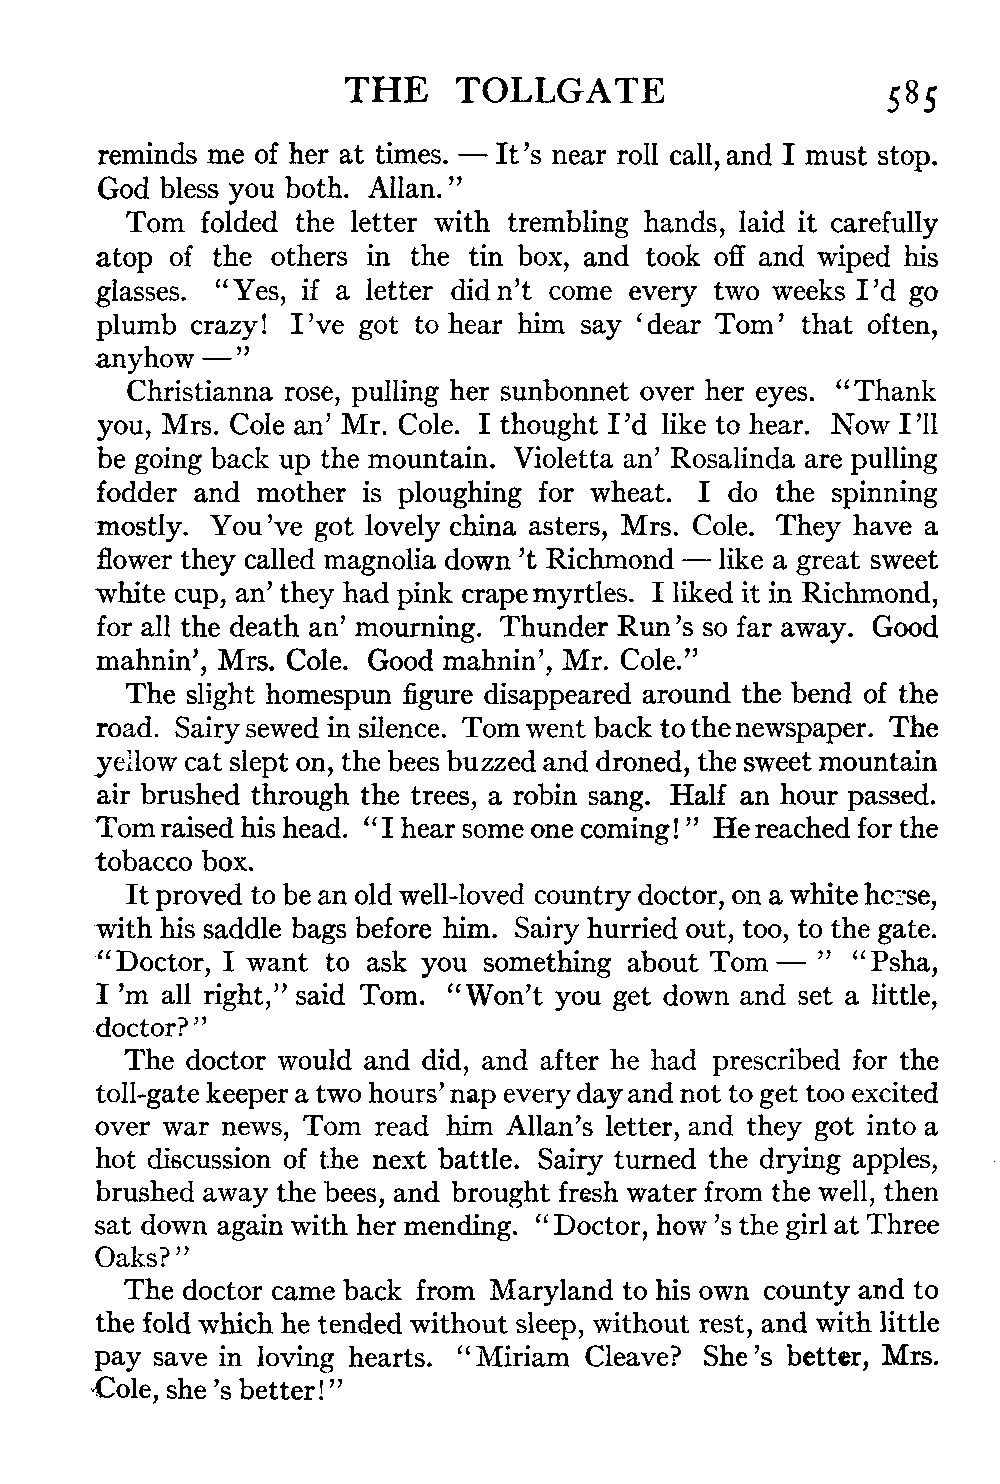 THE TOLLGATE 585
reminds me of her at times. — It's near roll call, and I must stop.
God bless you both. Allan."
Tom folded the letter with trembling hands, laid it carefully
atop of the others in the tin box, and took off and wiped his
glasses. "Yes, if a letter didn't come every two weeks I'd go
plumb crazy! I've got to hear him say 'dear Tom' that often,
anyhow —"
Christianna rose, pulling her sunbonnet over her eyes. "Thank
you, Mrs. Cole an' Mr. Cole. I thought I'd like to hear. Now I'll
be going back up the mountain. Violetta an' Rosalinda are pulling
fodder and mother is ploughing for wheat. I do the spinning
mostly. You've got lovely china asters, Mrs. Cole. They have a
flower they called magnolia down 't Richmond — like a great sweet
white cup, an' they had pink crape myrtles. I liked it in Richmond,
for all the death an' mourning. Thunder Run's so far away. Good
mahnin', Mrs. Cole. Good mahnin', Mr. Cole."
The slight homespun figure disappeared around the bend of the
road. Sairy sewed in silence. Tom went back to the newspaper. The
yellow cat slept on, the bees buzzed and droned, the sweet mountain
air brushed through the trees, a robin sang. Half an hour passed.
Tom raised his head. "I hear some one coming!" He reached for the
tobacco box.
It proved to be an old well-loved country doctor, on a white horse,
with his saddle bags before him. Sairy hurried out, too, to the gate.
"Doctor, I want to ask you something about Tom — " "Psha,
I'm all right," said Tom. "Won't you get down and set a little,
doctor?"
The doctor would and did, and after he had prescribed for the
toll-gate keeper a two hours' nap every day and not to get too excited
over war news, Tom read him Allan's letter, and they got into a
hot discussion of the next battle. Sairy turned the drying apples,
brushed away the bees, and brought fresh water from the well, then
sat down again with her mending. "Doctor, how's the girl at Three
Oaks?"
The doctor came back from Maryland to his own county and to
the fold which he tended without sleep, without rest, and with little
pay save in loving hearts. "Miriam Cleave? She's better, Mrs.
Cole, she's better!"